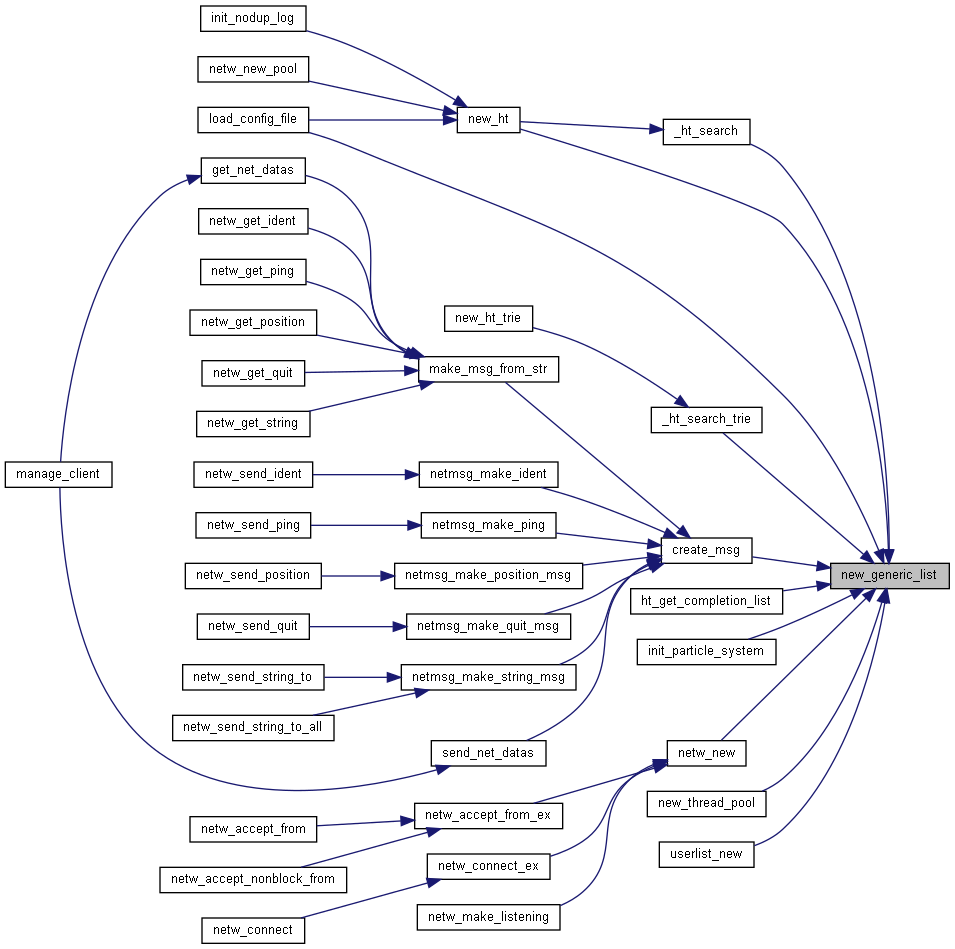 init_nodup_log
netw_new_pool
load_config_file
new_ht
_ht_search
get_net_datas
netw_get_ident
netw_get_ping
netw_get_position
new_ht_trie
netw_get_quit
make_msg_from_str
netw_get_string
_ht_search_trie
manage_client
netw_send_ident
netmsg_make_ident
netw_send_ping
netmsg_make_ping
create_msg
netw_send_position
netmsg_make_position_msg
new_generic_list
ht_get_completion_list
netw_send_quit
netmsg_make_quit_msg
init_particle_system
netw_send_string_to
netmsg_make_string_msg
netw_send_string_to_all
send_net_datas
netw_new
new_thread_pool
netw_accept_from
netw_accept_from_ex
userlist_new
netw_accept_nonblock_from
netw_connect_ex
netw_connect
netw_make_listening